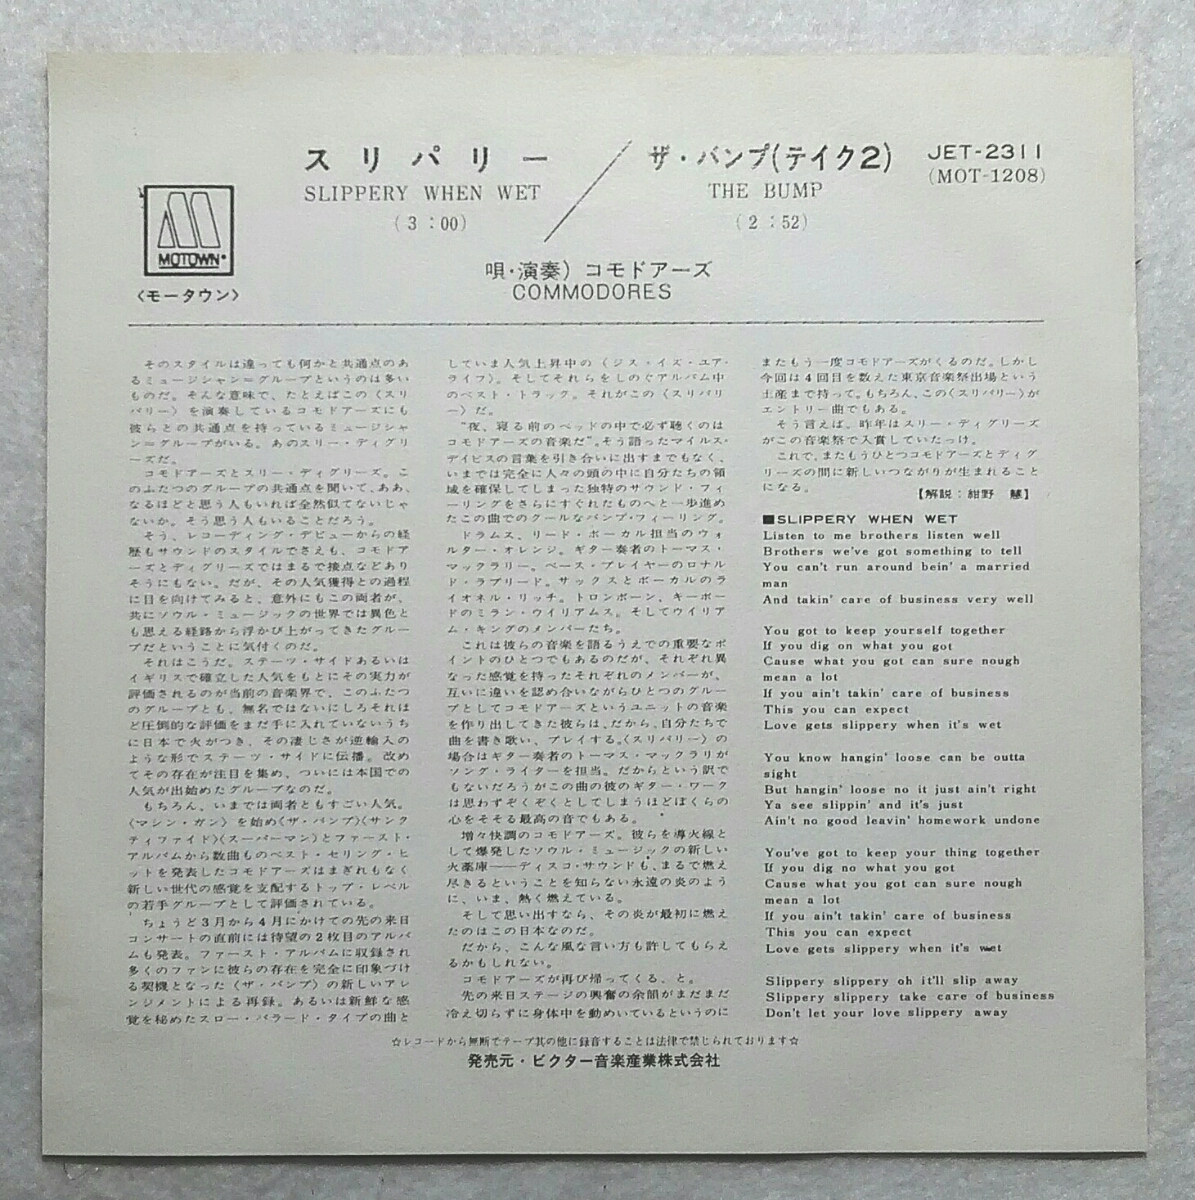 スリパリー
SLIPPERY WHEN WET
(3:00)
ザ・バンプ(テイク2)
THE BUMP
(2:52)
JET-2311
(MOT-1208)
MOTOWN
〈モータウン〉
唄・演奏) コモドアーズ
COMMODORES
そのスタイルは違っても何かと共通点のあ
るミュージシャン=グループというのは多い
ものだ。そんな意味で、たとえばこの〈スリ
パリー〉を演奏しているコモドアーズにも
彼らとの共通点を持っているミュージシャ
ン=グループがいる。あのスリー・ディグリ
ーズだ。
コモドアーズとスリー・ディグリーズ。こ
のふたつのグループの共通点を聞いて、ああ、
なるほどと思う人もいれば全然似てないじゃ
ないか。そう思う人もいることだろう。
そう、レコーディング・デビューからの経
歴もサウンドのスタイルでさえも、コモドア
ーズとディグリーズではまるで接点などあり
そうにもない。だが、その人気獲得との過程
に目を向けてみると、意外にもこの両者が、
共にソウル・ミュージックの世界では異色と
も思える経路から浮かび上がってきたグルー
プだということに気付くのだ。
それはこうだ。ステーツ・サイドあるいは
イギリスで確立した人気をもとにその実力が
評価されるのが当前の音楽界で、このふたつ
のグループとも、無名ではないにしろそれほ
ど圧倒的な評価をまだ手に入れていないうち
に日本で火がつき、その凄じさが逆輸入の
ような形でステーツ・サイドに伝播。改め
てその存在が注目を集め、ついには本国での
人気が出始めたグループなのだ。
もちろん、いまでは両者ともすごい人気。
〈マシン・ガン〉を始め〈ザ・バンプ〉〈サンク
ティファイド〉〈スーパーマン〉とファースト・
アルバムから数曲ものベスト・セリング・ヒ
ットを発表したコモドアーズはまぎれもなく
新しい世代の感覚を支配するトップ・レベル
の若手グループとして評価されている。
ちょうど3月から4月にかけての先の来日
コンサートの直前には待望の2枚目のアルバ
ムも発表。ファースト・アルバムに収録され
多くのファンに彼らの存在を完全に印象づけ
る契機となった〈ザ・バンプ〉の新しいアレ
ンジメントによる再録。あるいは新鮮な感
覚を秘めたスロー・バラード・タイプの曲と
していま人気上昇中の〈ジス・イズ・ユア・
ライフ〉。そしてそれらをしのぐアルバム中
のベスト・トラック。それがこの〈スリパリ
ー〉だ。
"夜、寝る前のベッドの中で必ず聴くのは
コモドアーズの音楽だ"。そう語ったマイルス・
デイビスの言葉を引き合いに出すまでもなく、
いまでは完全に人々の頭の中に自分たちの領
域を確保してしまった独特のサウンド・フィ
ーリングをさらにすぐれたものへと一歩進め
たこの曲でのクールなバンプ・フィーリング。
ドラムス、リード・ボーカル担当のウォ
ルター・オレンジ。ギター奏者のトーマス・
マックラリー。ベース・プレイヤーのロナル
ド・ラプリード。サックスとボーカルのラ
イオネル・リッチ。トロンボーン、キーボー
ドのミラン・ウイリアムス。そしてウイリア
ム・キングのメンバーたち。
これは彼らの音楽を語るうえでの重要なポ
イントのひとつでもあるのだが、それぞれ異
なった感覚を持ったそれぞれのメンバーが、
互いに違いを認め合いながらひとつのグルー
プとしてコモドアーズというユニットの音楽
を作り出してきた彼らは、だから、自分たちで
曲を書き歌い、プレイする。〈スリパリー〉の
場合はギター奏者のトーマス・マックラリが
ソング・ライターを担当。だからという訳で
もないだろうがこの曲の彼のギター・ワーク
は思わずぞくぞくとしてしまうほどぼくらの
心をそそる最高の音でもある。
増々快調のコモドアーズ。彼らを導火線と
して爆発したソウル・ミュージックの新しい
火薬庫——ディスコ・サウンドも、まるで燃え
尽きるということを知らない永遠の炎のよう
に、いま、熱く燃えている。
そして思い出すなら、その炎が最初に燃え
たのはこの日本なのだ。
だから、こんな風な言い方も許してもらえ
るかもしれない。
コモドアーズが再び帰ってくる、と。
先の来日ステージの興奮の余韻がまだまだ
冷え切らずに身体中を動めいているというのに
またもう一度コモドアーズがくるのだ。しかし
今回は4回目を数えた東京音楽祭出場という
土産まで持って。もちろん、この〈スリパリー〉が
エントリー曲でもある。
そう言えば、昨年はスリー・ディグリーズ
がこの音楽祭で入賞していたっけ。
これで、またもうひとつコモドアーズとディグ
リーズの間に新しいつながりが生まれること
になる。
【解説:紺野 慧】
■SLIPPERY WHEN WET
Listen to me brothers listen well
Brothers we've got something to tell
You can't run around bein' a married
man
And takin' care of business very well
You got to keep yourself together
If you dig on what you got
Cause what you got can sure nough
mean a lot
If you ain't takin' care of business
This you can expect
Love gets slippery when it's wet
You know hangin' loose can be outta
sight
But hangin' loose no it just ain't right
Ya see slippin' and it's just
Ain't no good leavin' homework undone
You've got to keep your thing together
If you dig no what you got
Cause what you got can sure nough
mean a lot
If you ain't takin' care of business
This you can expect
Love gets slippery when it's wet
Slippery slippery oh it'll slip away
Slippery slippery take care of business
Don't let your love slippery away
☆レコードから無断でテープ其の他に録音することは法律で禁じられております☆
発売元・ビクター音楽産業株式会社